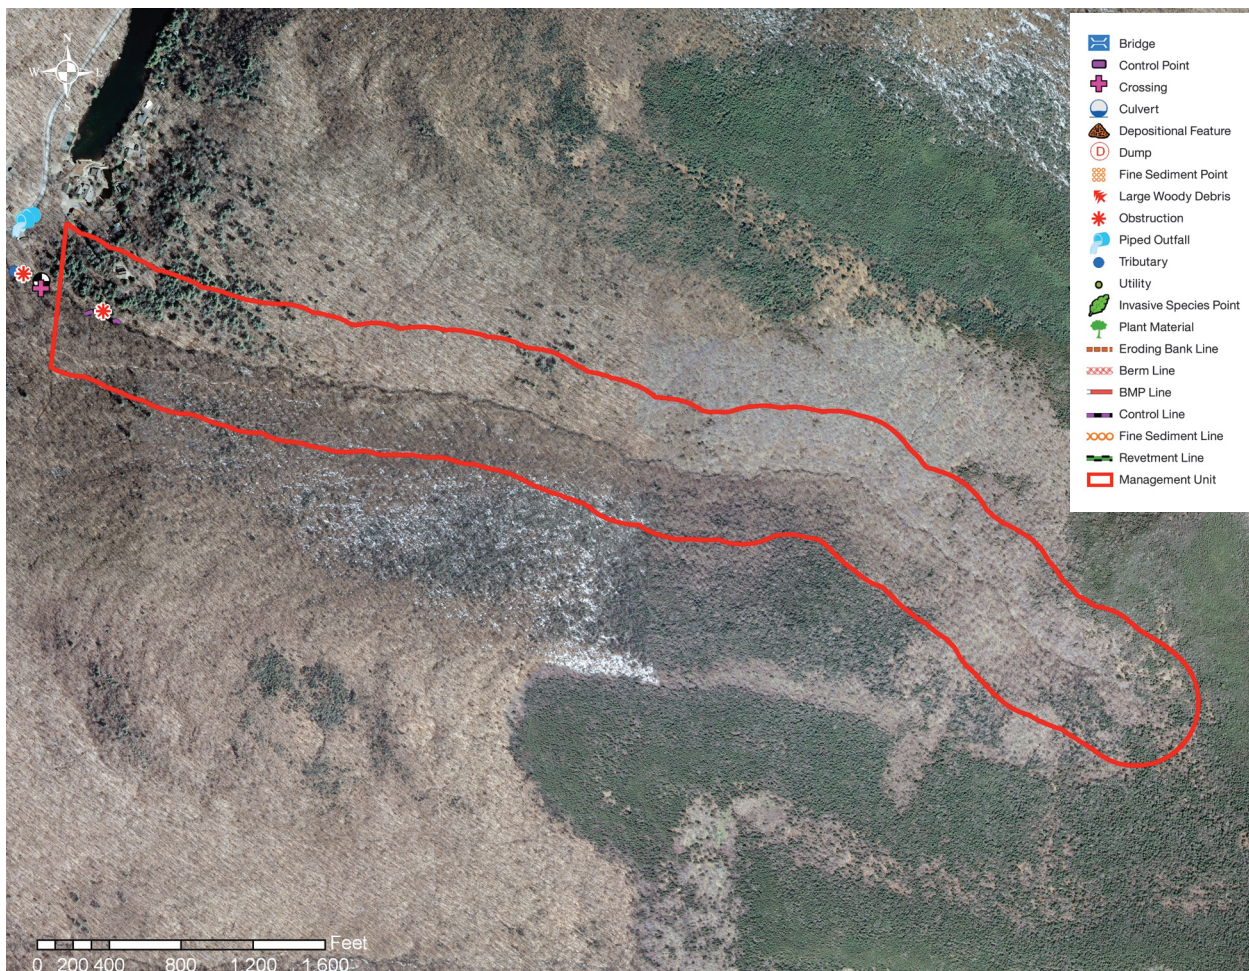 N
W
E
S
Bridge
Control Point
Crossing
Culvert
Depositional Feature
D Dump
Fine Sediment Point
Large Woody Debris
Obstruction
Piped Outfall
Tributary
Utility
Invasive Species Point
Plant Material
Eroding Bank Line
Berm Line
BMP Line
Control Line
Fine Sediment Line
Revetment Line
Management Unit
Feet
0 200 400 800 1,200 1,600